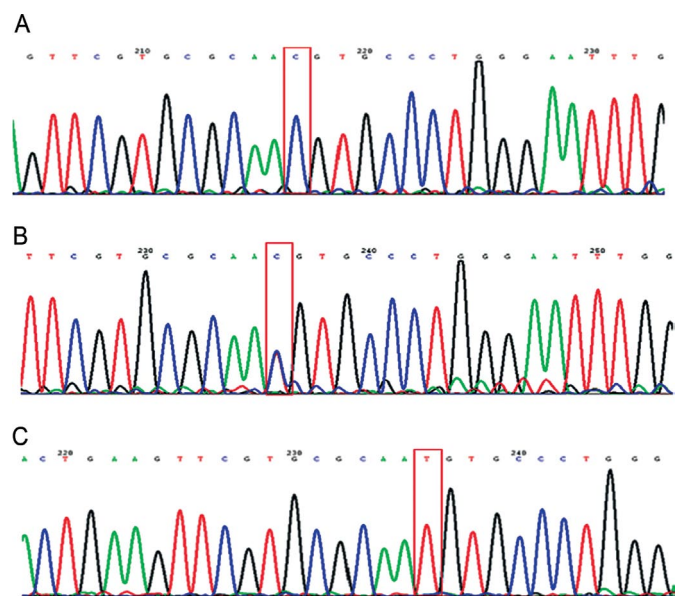 A
210 220 230
G T T C G T G C G C A A C G T G C C C T G G G A A T T T G
B
230 240 250
T T C G T G C G C A A C G T G C C C T G G G A A T T T G G
C
220 230 240
A C T G A A G T T C G T G C G C A A T G T G C C C T G G G